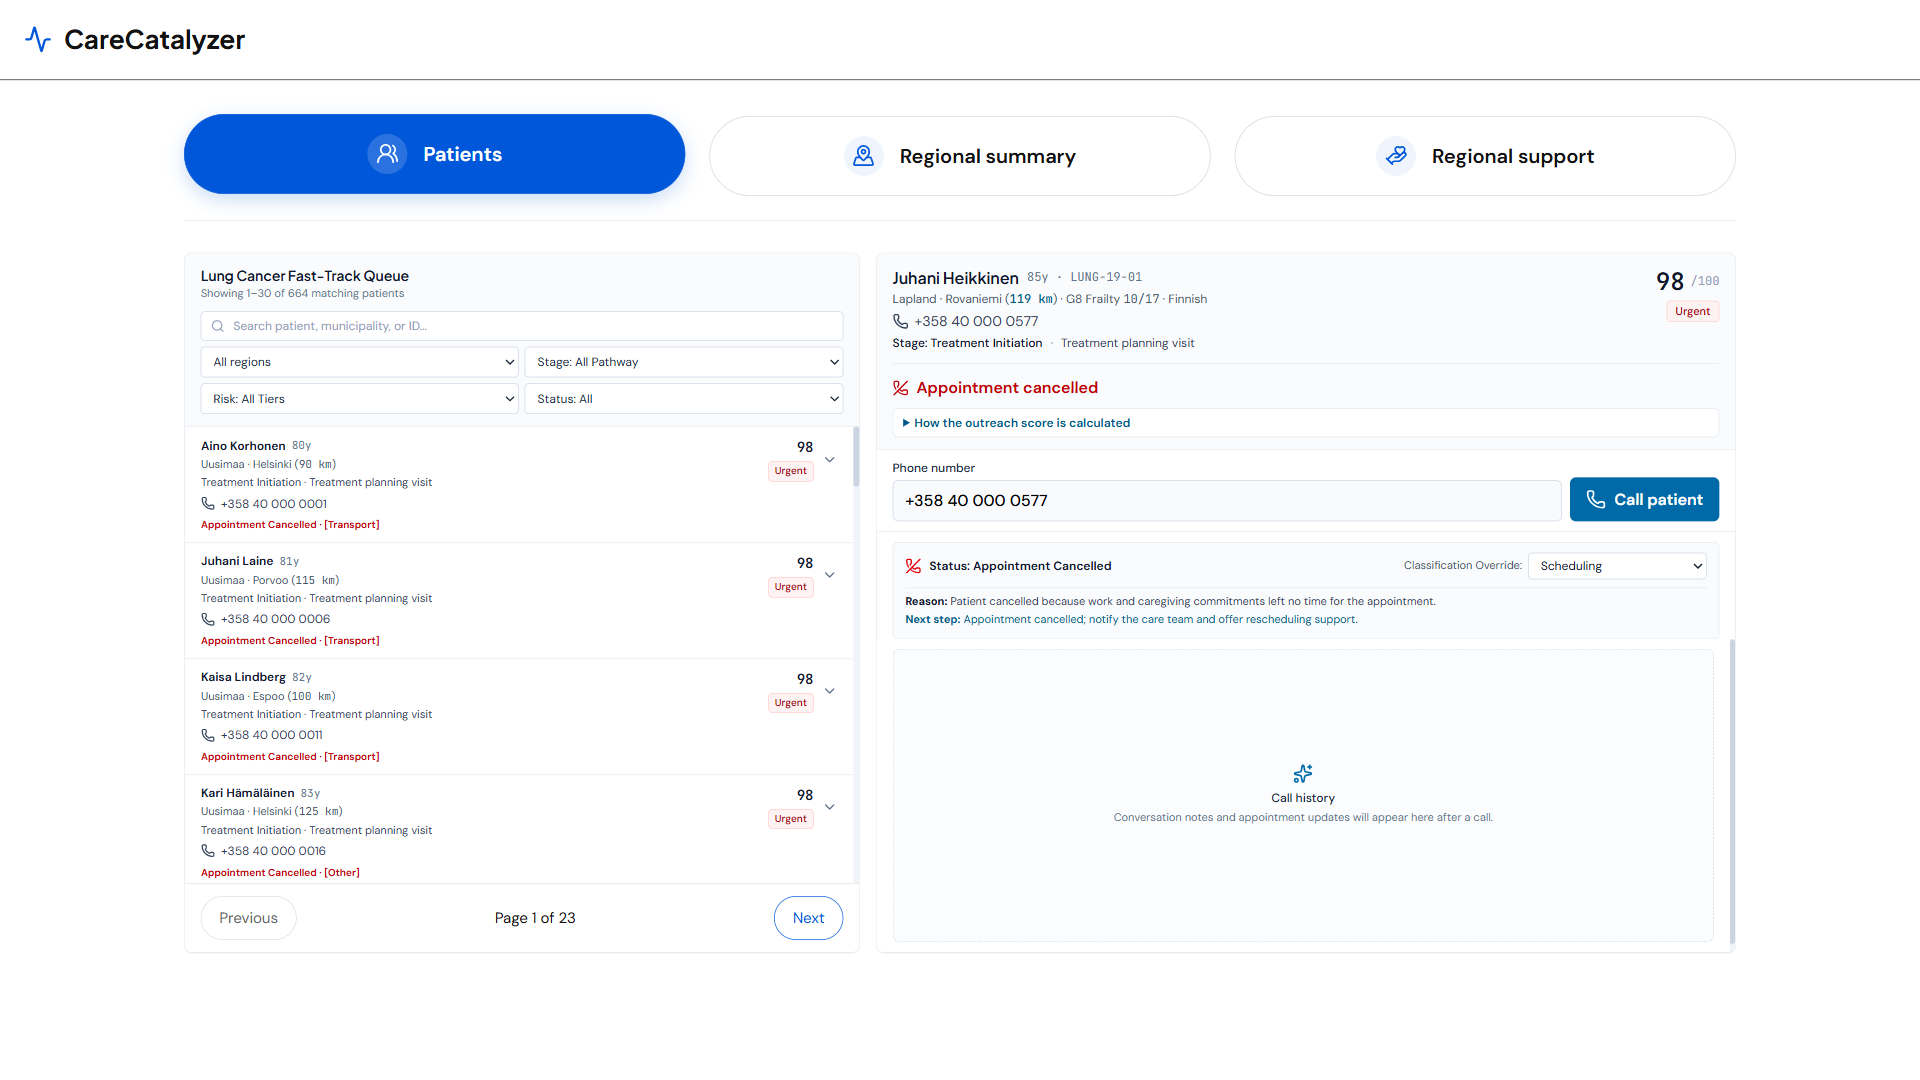 CareCatalyzer
Patients
Regional summary
Regional support
Lung Cancer Fast-Track Queue
Showing 1–30 of 664 matching patients
Search patient, municipality, or ID...
All regions
Stage: All Pathway
Risk: All Tiers
Status: All
Aino Korhonen 80y
98
Uusimaa · Helsinki (90 km)
Urgent
Treatment Initiation · Treatment planning visit
+358 40 000 0001
Appointment Cancelled · [Transport]
Juhani Laine 81y
98
Uusimaa · Porvoo (115 km)
Urgent
Treatment Initiation · Treatment planning visit
+358 40 000 0006
Appointment Cancelled · [Transport]
Kaisa Lindberg 82y
98
Uusimaa · Espoo (100 km)
Urgent
Treatment Initiation · Treatment planning visit
+358 40 000 0011
Appointment Cancelled · [Transport]
Kari Hämäläinen 83y
98
Uusimaa · Helsinki (125 km)
Urgent
Treatment Initiation · Treatment planning visit
+358 40 000 0016
Appointment Cancelled · [Other]
Previous
Page 1 of 23
Next
Juhani Heikkinen 85y · LUNG-19-01
98 /100
Lapland · Rovaniemi (119 km) · G8 Frailty 10/17 · Finnish
Urgent
+358 40 000 0577
Stage: Treatment Initiation · Treatment planning visit
Appointment cancelled
How the outreach score is calculated
Phone number
+358 40 000 0577
Call patient
Status: Appointment Cancelled
Classification Override: Scheduling
Reason: Patient cancelled because work and caregiving commitments left no time for the appointment.
Next step: Appointment cancelled; notify the care team and offer rescheduling support.
Call history
Conversation notes and appointment updates will appear here after a call.